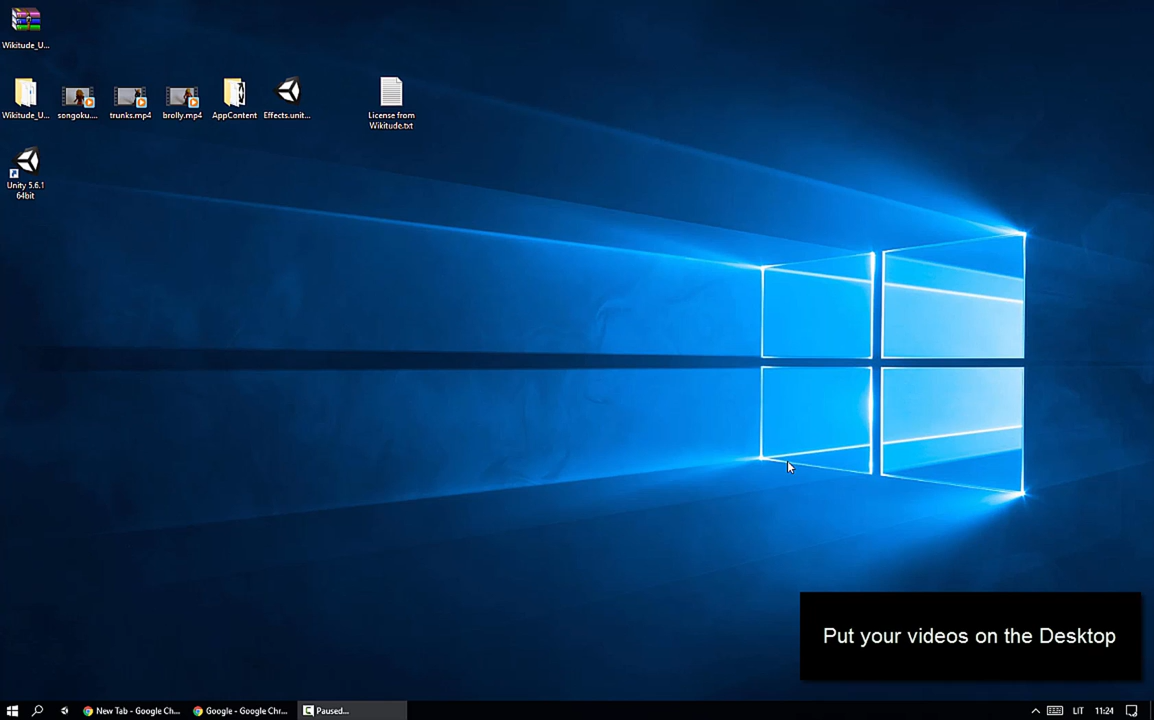 Wikitude_U...
Wikitude_U...
songoku....
trunks.mp4
brolly.mp4
AppContent
Effects.unit...
License from
Wikitude.txt
Unity 5.6.1
64bit
Put your videos on the Desktop
New Tab - Google Ch...
Google - Google Chr...
Paused...
LIT
11:24